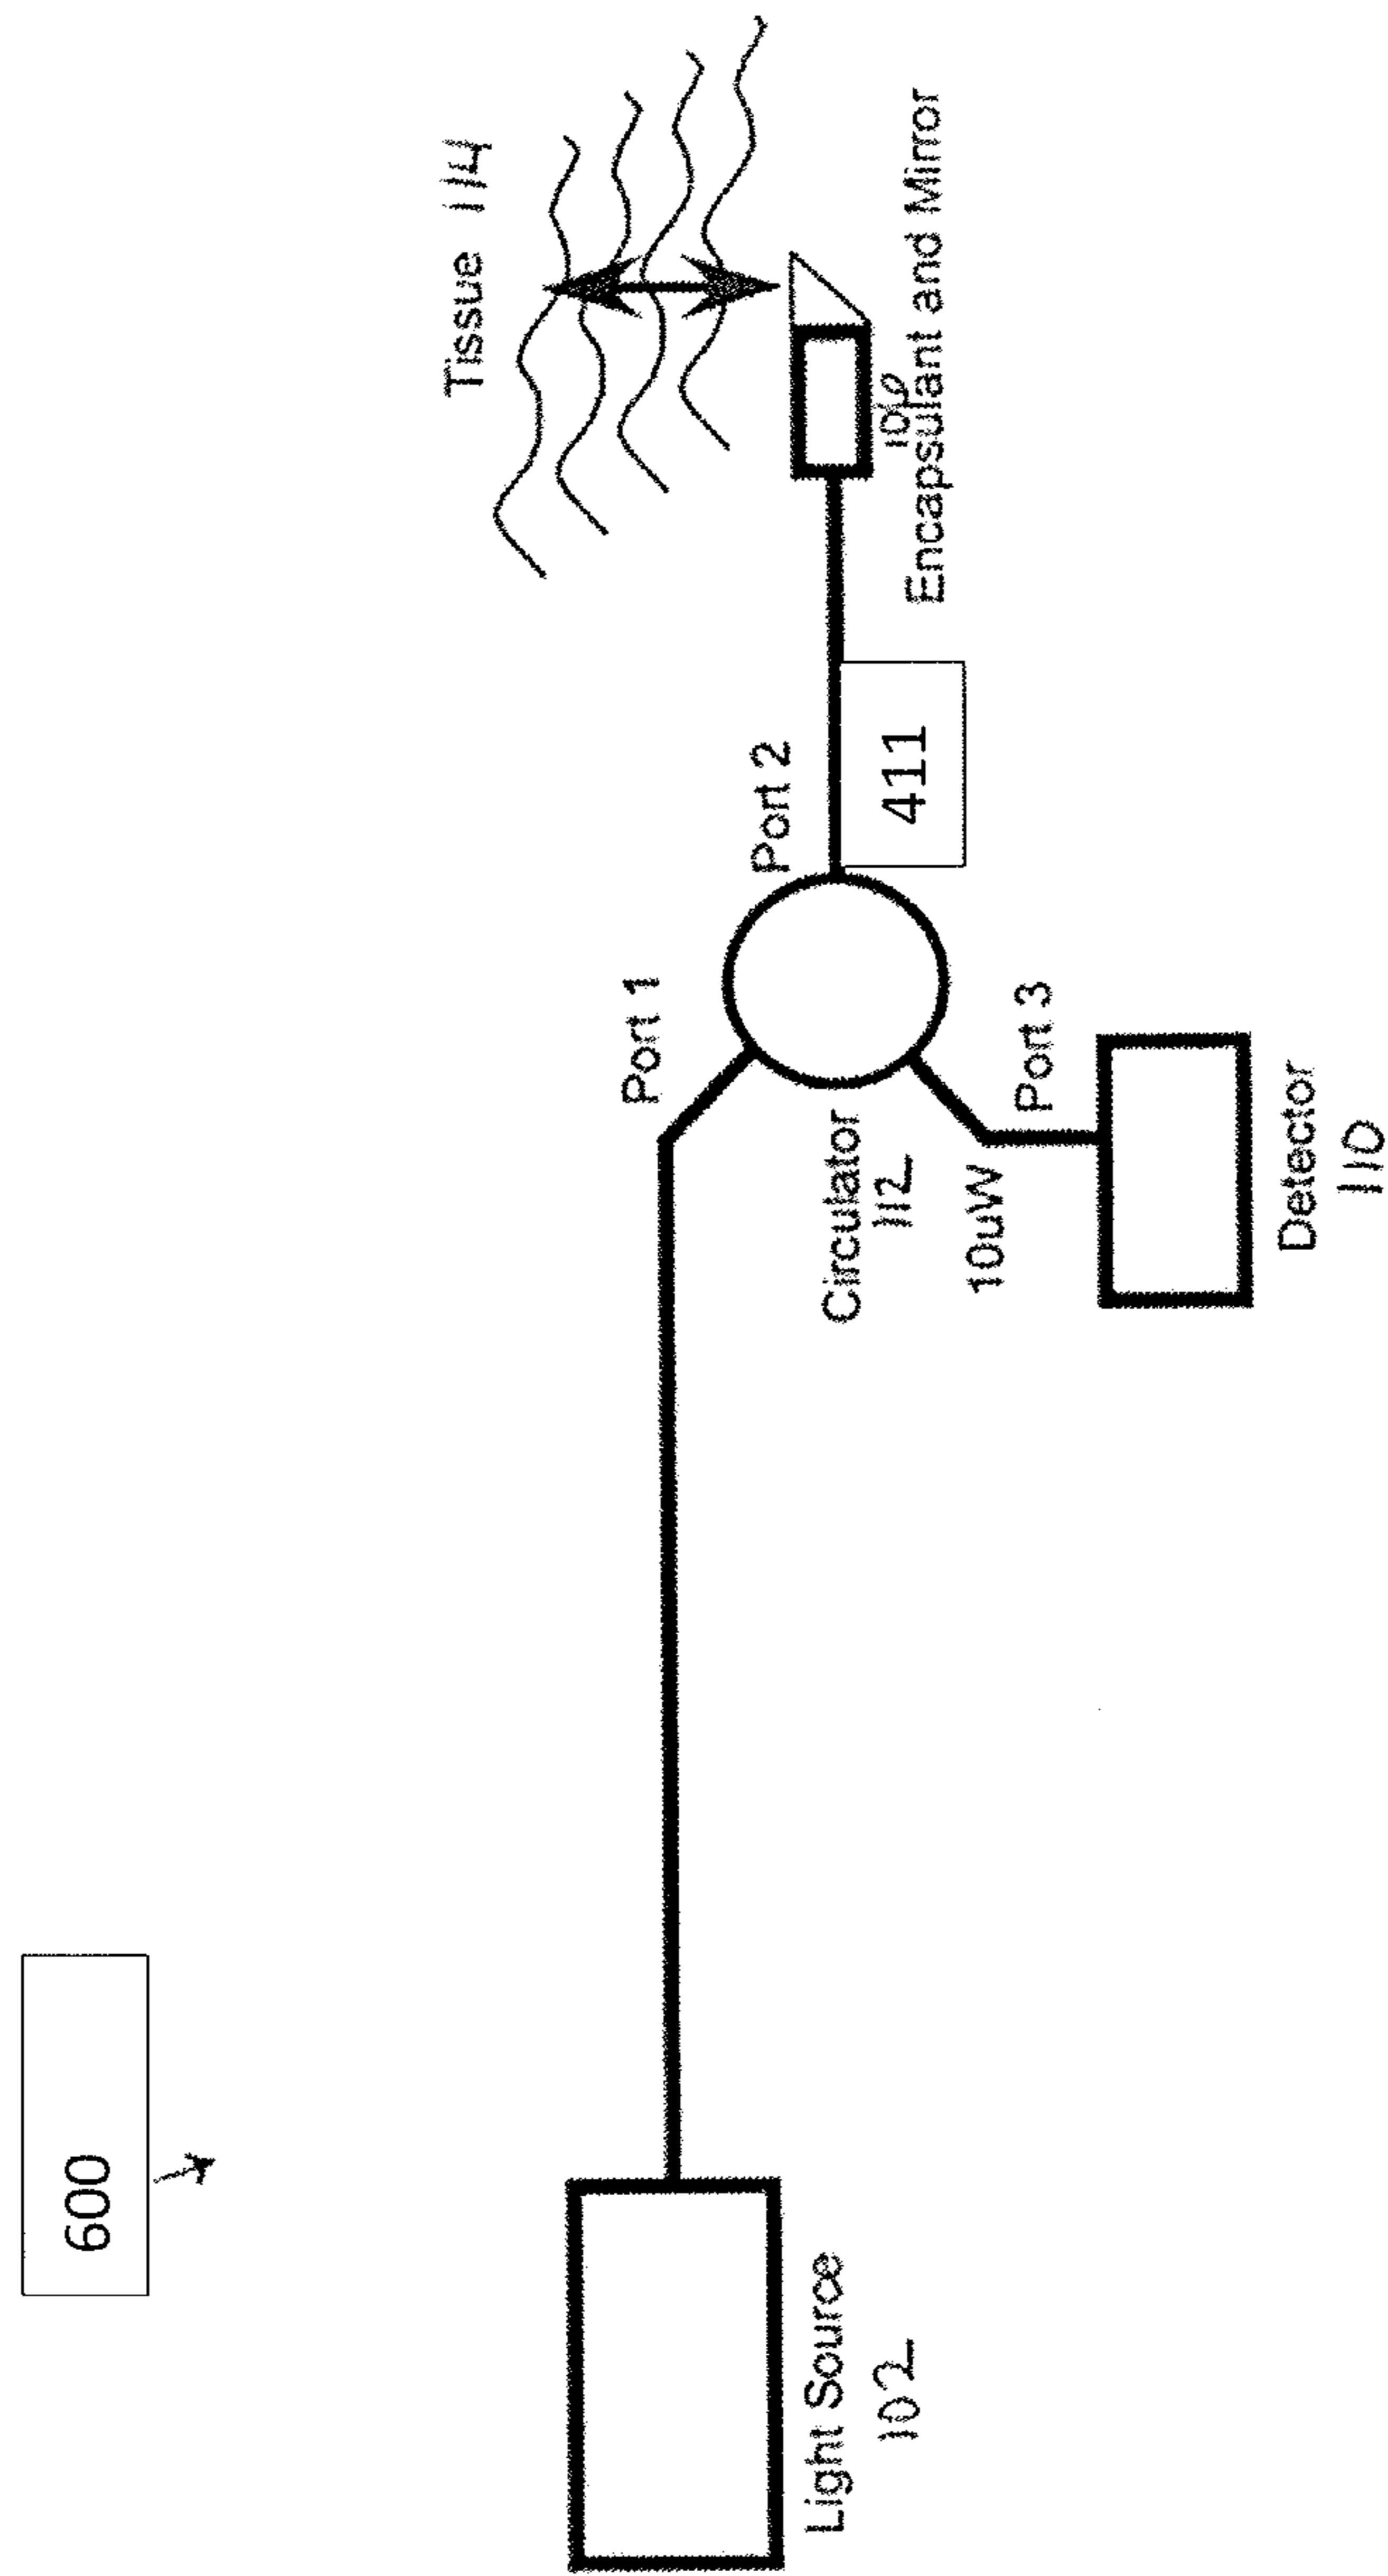 600
Tissue 114
Port 1
Port 2
411
106
Encapsulant and Mirror
Circulator
112
10uW
Port 3
Light Source
102
Detector
110